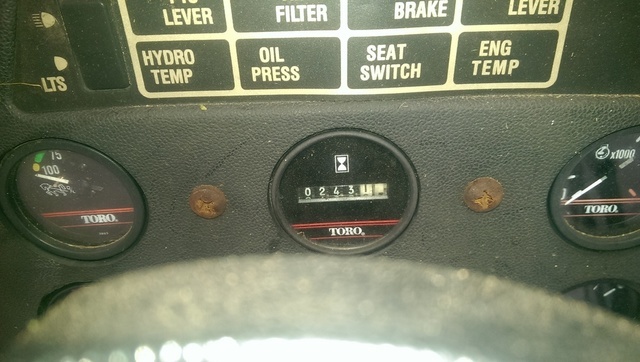 LEVER
FILTER
BRAKE
LEVER
LTS
HYDRO TEMP
OIL PRESS
SEAT SWITCH
ENG TEMP
75
100
TORO.
0243
TORO.
x1000
TORO.